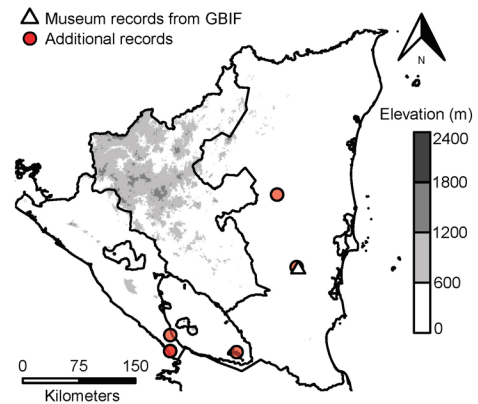 Museum records from GBIF
Additional records
N
Elevation (m)
2400
1800
1200
600
0
0 75 150
Kilometers